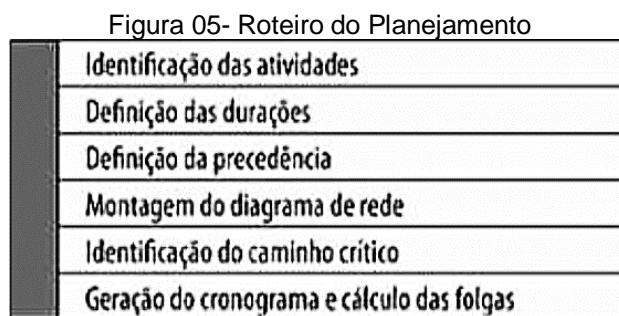 Figura 05- Roteiro do Planejamento
Identificação das atividades
Definição das durações
Definição da precedência
Montagem do diagrama de rede
Identificação do caminho crítico
Geração do cronograma e cálculo das folgas